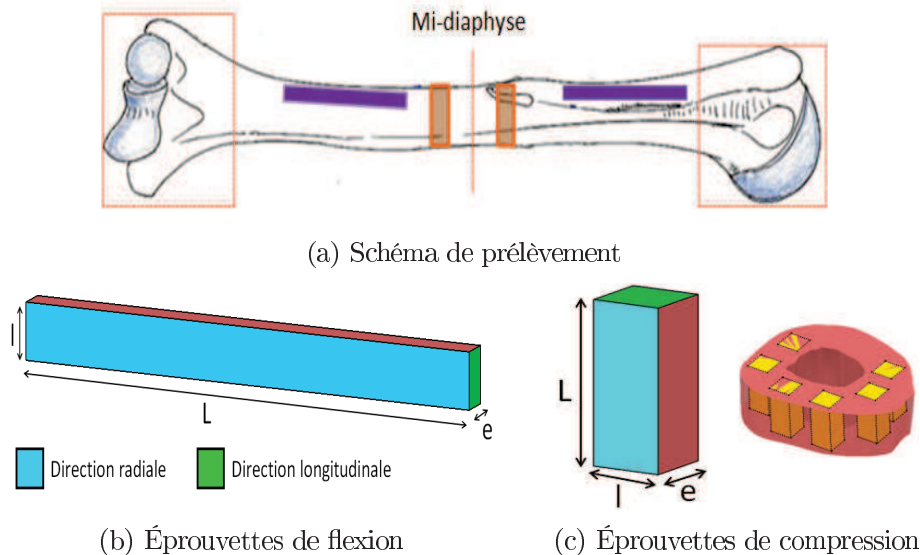 Mi-diaphyse
(a) Schéma de prélèvement
l
L
e
Direction radiale
Direction longitudinale
(b) Éprouvettes de flexion
L
l
e
(c) Éprouvettes de compression